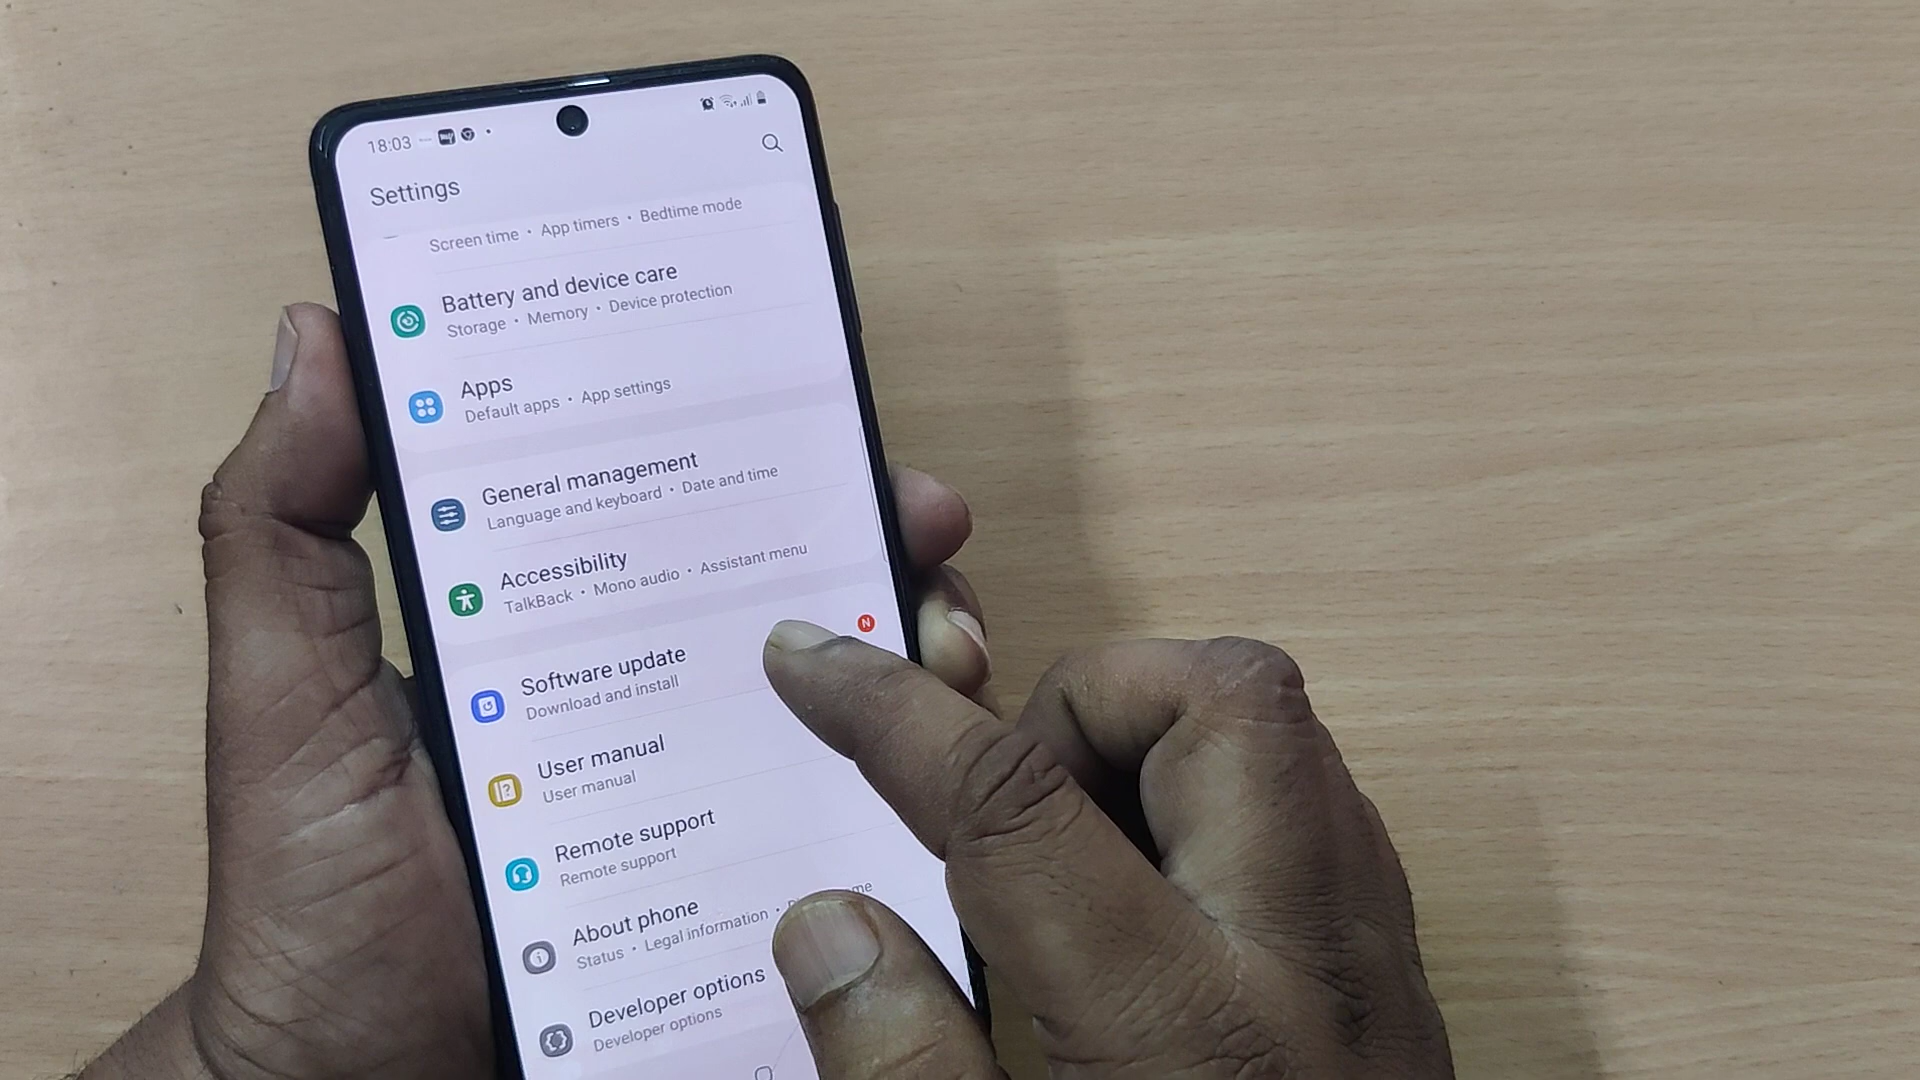 18:03
Settings
Screen time • App timers • Bedtime mode
Battery and device care
Storage • Memory • Device protection
Apps
Default apps • App settings
General management
Language and keyboard • Date and time
Accessibility
TalkBack • Mono audio • Assistant menu
N
Software update
Download and install
User manual
User manual
Remote support
Remote support
About phone
Status • Legal information •
Developer options
Developer options